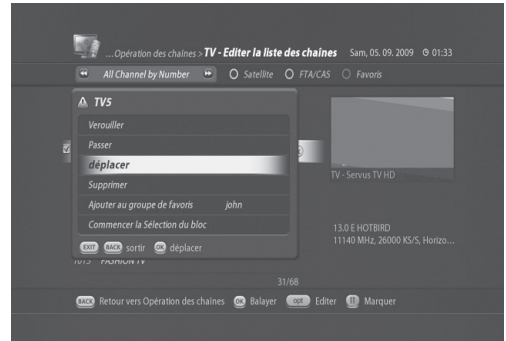 ...Opération des chaînes > TV - Editer la liste des chaines Sam, 05. 09. 2009 01:33
All Channel by Number Satellite FTA/CAS Favoris
TV5
Verouiller
Passer
déplacer
Supprimer
Ajouter au groupe de favoris john
Commencer la Sélection du bloc
EXIT BACK sortir OK déplacer
TV - Servus TV HD
13.0 E HOTBIRD
11140 MHz, 26000 KS/S, Horizo...
1015 FASHION TV
31/68
BACK Retour vers Opération des chaînes OK Balayer opt Editer Marquer